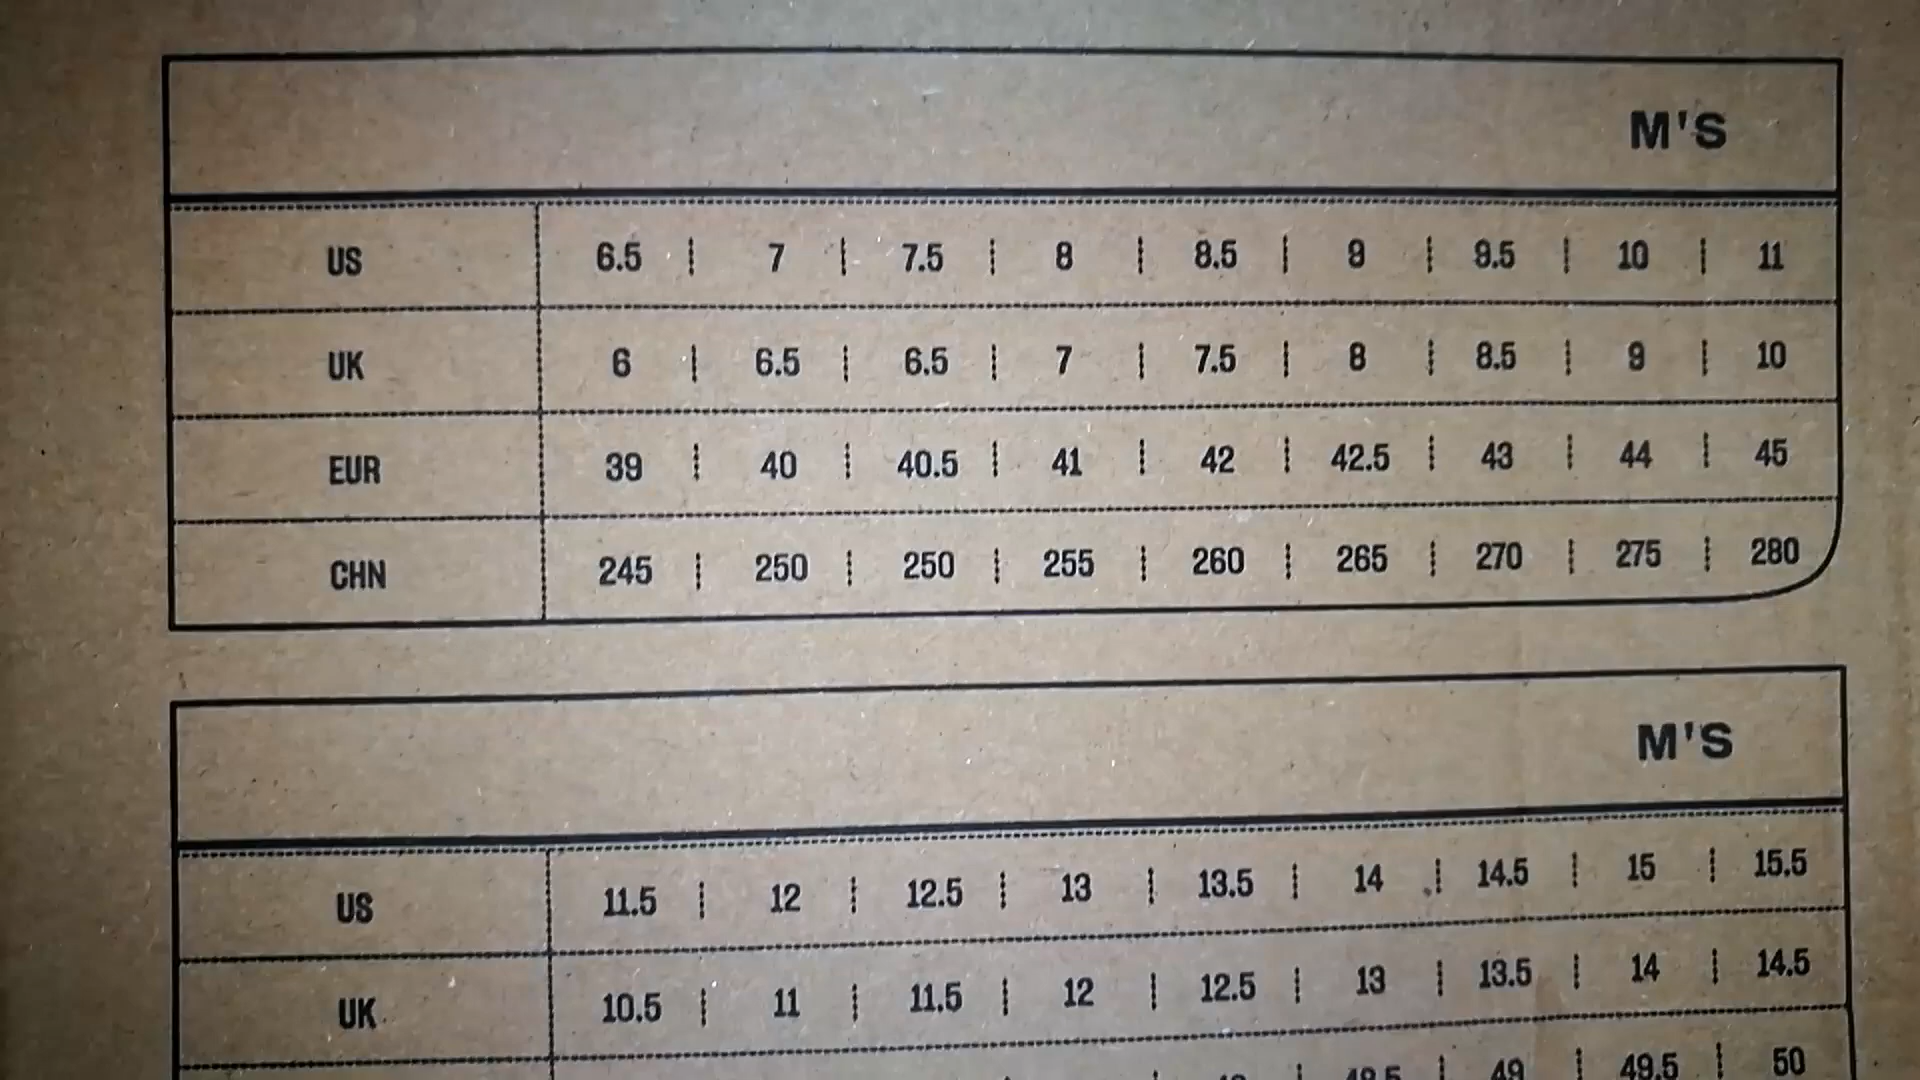 M'S
US 6.5 7 7.5 8 8.5 9 9.5 10 11
UK 6 6.5 6.5 7 7.5 8 8.5 9 10
EUR 39 40 40.5 41 42 42.5 43 44 45
CHN 245 250 250 255 260 265 270 275 280
M'S
US 11.5 12 12.5 13 13.5 14 14.5 15 15.5
UK 10.5 11 11.5 12 12.5 13 13.5 14 14.5
49 49.5 50